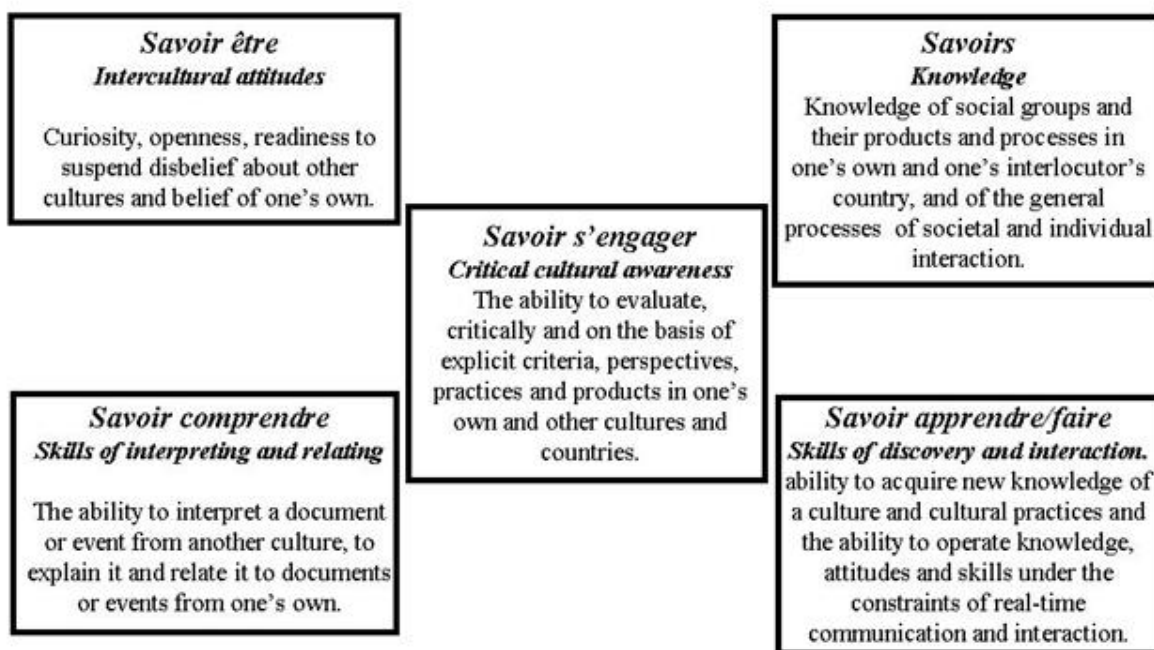 Savoir être
Intercultural attitudes
Curiosity, openness, readiness to
suspend disbelief about other
cultures and belief of one's own.
Savoirs
Knowledge
Knowledge of social groups and
their products and processes in
one's own and one's interlocutor's
country, and of the general
processes of societal and individual
interaction.
Savoir s'engager
Critical cultural awareness
The ability to evaluate,
critically and on the basis of
explicit criteria, perspectives,
practices and products in one's
own and other cultures and
countries.
Savoir comprendre
Skills of interpreting and relating
The ability to interpret a document
or event from another culture, to
explain it and relate it to documents
or events from one's own.
Savoir apprendre/faire
Skills of discovery and interaction.
ability to acquire new knowledge of
a culture and cultural practices and
the ability to operate knowledge,
attitudes and skills under the
constraints of real-time
communication and interaction.